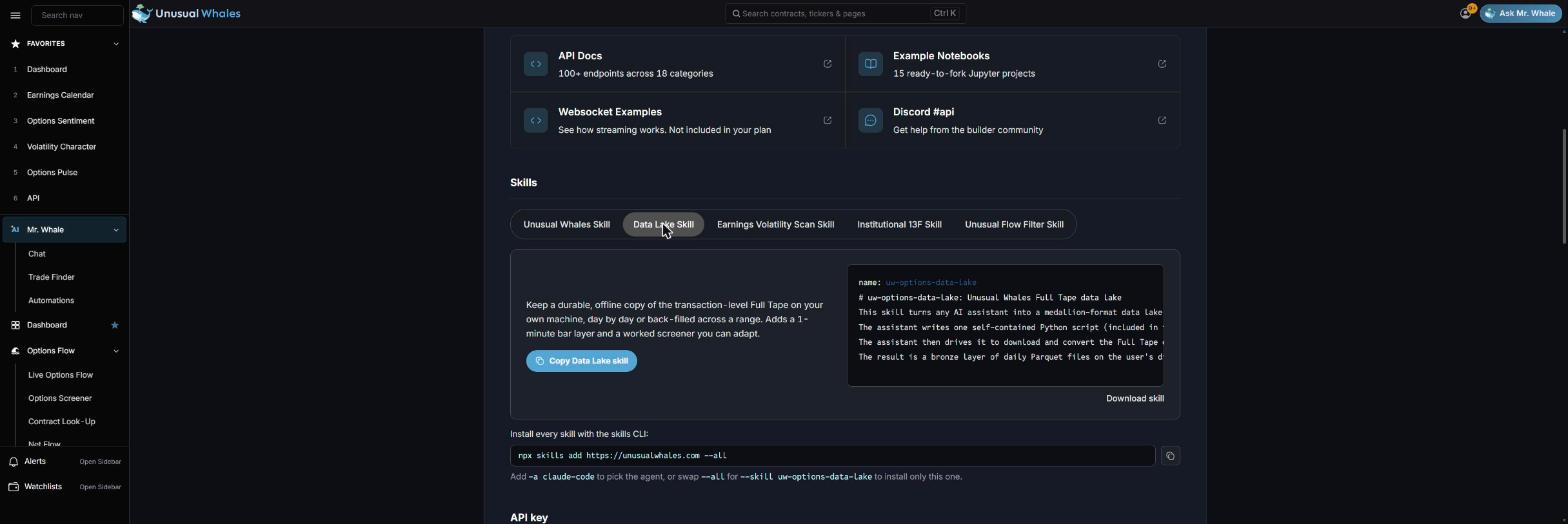 Search nav
Unusual Whales
Search contracts, tickers & pages
Ctrl K
9+
Ask Mr. Whale
FAVORITES
1 Dashboard
2 Earnings Calendar
3 Options Sentiment
4 Volatility Character
5 Options Pulse
6 API
AI Mr. Whale
Chat
Trade Finder
Automations
Dashboard
Options Flow
Live Options Flow
Options Screener
Contract Look-Up
Net Flow
Alerts Open Sidebar
Watchlists Open Sidebar
API Docs
100+ endpoints across 18 categories
Example Notebooks
15 ready-to-fork Jupyter projects
Websocket Examples
See how streaming works. Not included in your plan
Discord #api
Get help from the builder community
Skills
Unusual Whales Skill
Data Lake Skill
Earnings Volatility Scan Skill
Institutional 13F Skill
Unusual Flow Filter Skill
Keep a durable, offline copy of the transaction-level Full Tape on your
own machine, day by day or back-filled across a range. Adds a 1-
minute bar layer and a worked screener you can adapt.
Copy Data Lake skill
name: uw-options-data-lake
# uw-options-data-lake: Unusual Whales Full Tape data lake
This skill turns any AI assistant into a medallion-format data lake
The assistant writes one self-contained Python script (included in
The assistant then drives it to download and convert the Full Tape
The result is a bronze layer of daily Parquet files on the user's
Download skill
Install every skill with the skills CLI:
npx skills add https://unusualwhales.com --all
Add -a claude-code to pick the agent, or swap --all for --skill uw-options-data-lake to install only this one.
API key